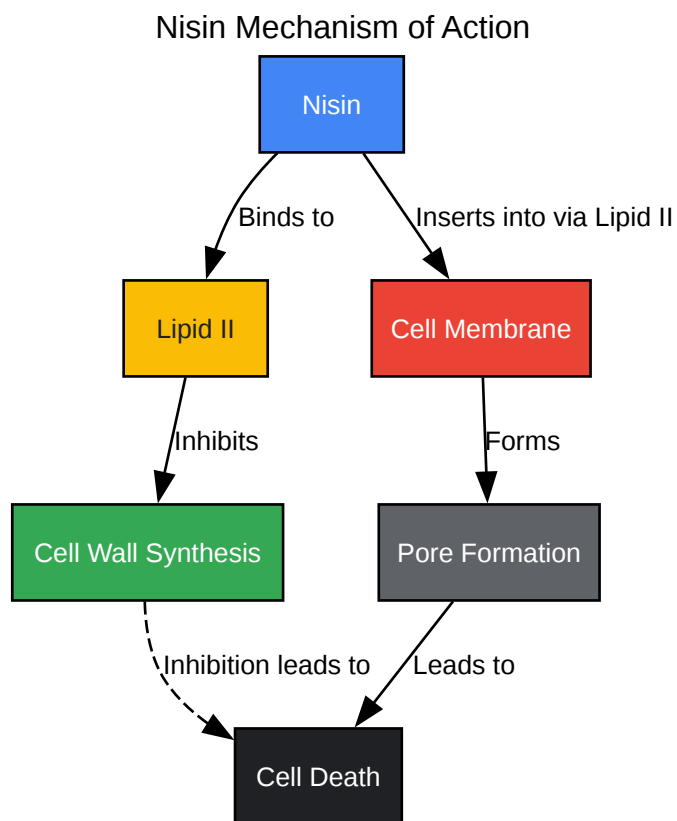 Nisin Mechanism of Action
Nisin
Binds to
Inserts into via Lipid II
Lipid II
Cell Membrane
Inhibits
Forms
Cell Wall Synthesis
Pore Formation
Inhibition leads to
Leads to
Cell Death